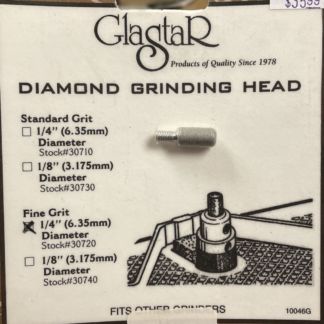 $35.99
GlaStaR
Products of Quality Since 1978
DIAMOND GRINDING HEAD
Standard Grit
1/4" (6.35mm)
Diameter
Stock#30710
1/8" (3.175mm)
Diameter
Stock#30730
Fine Grit
1/4" (6.35mm)
Diameter
Stock#30720
1/8" (3.175mm)
Diameter
Stock#30740
FITS OTHER GRINDERS
10046G